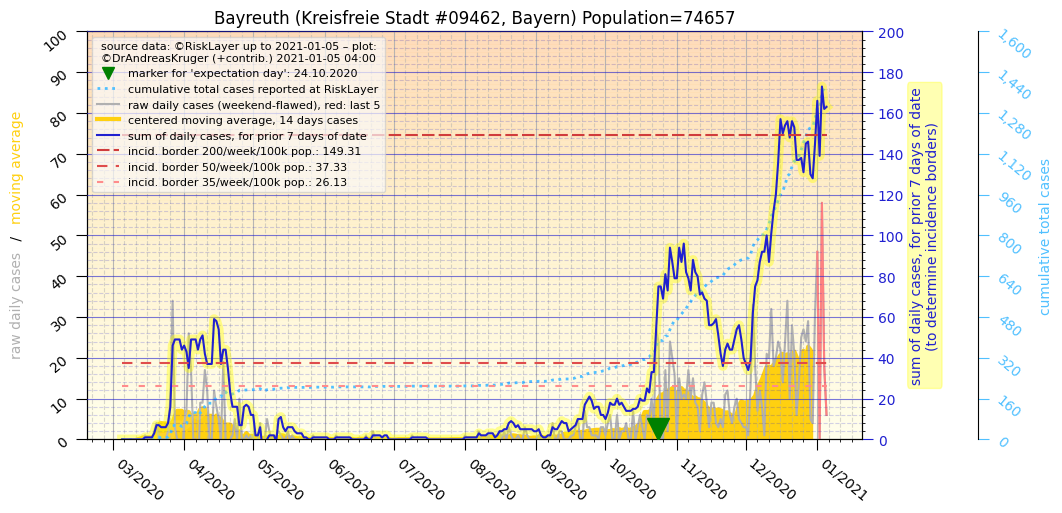 Bayreuth (Kreisfreie Stadt #09462, Bayern) Population=74657
source data: ©RiskLayer up to 2021-01-05 – plot:
©DrAndreasKruger (+contrib.) 2021-01-05 04:00
marker for 'expectation day': 24.10.2020
cumulative total cases reported at RiskLayer
raw daily cases (weekend-flawed), red: last 5
centered moving average, 14 days cases
sum of daily cases, for prior 7 days of date
incid. border 200/week/100k pop.: 149.31
incid. border 50/week/100k pop.: 37.33
incid. border 35/week/100k pop.: 26.13
raw daily cases / moving average
100
90
80
70
60
50
40
30
20
10
0
03/2020
04/2020
05/2020
06/2020
07/2020
08/2020
09/2020
10/2020
11/2020
12/2020
01/2021
200
180
160
140
120
100
80
60
40
20
0
sum of daily cases, for prior 7 days of date
(to determine incidence borders)
1,600
1,440
1,280
1,120
960
800
640
480
320
160
0
cumulative total cases